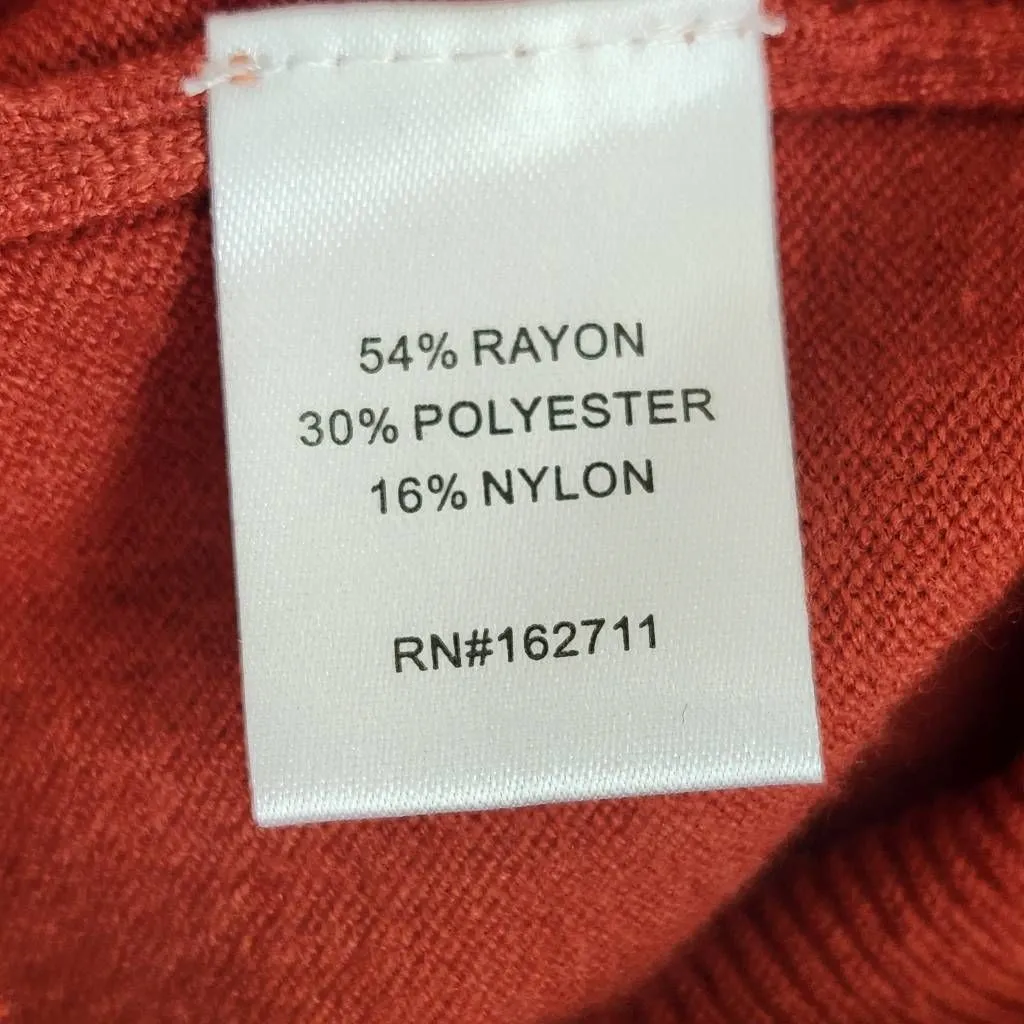 54% RAYON
30% POLYESTER
16% NYLON
RN#162711